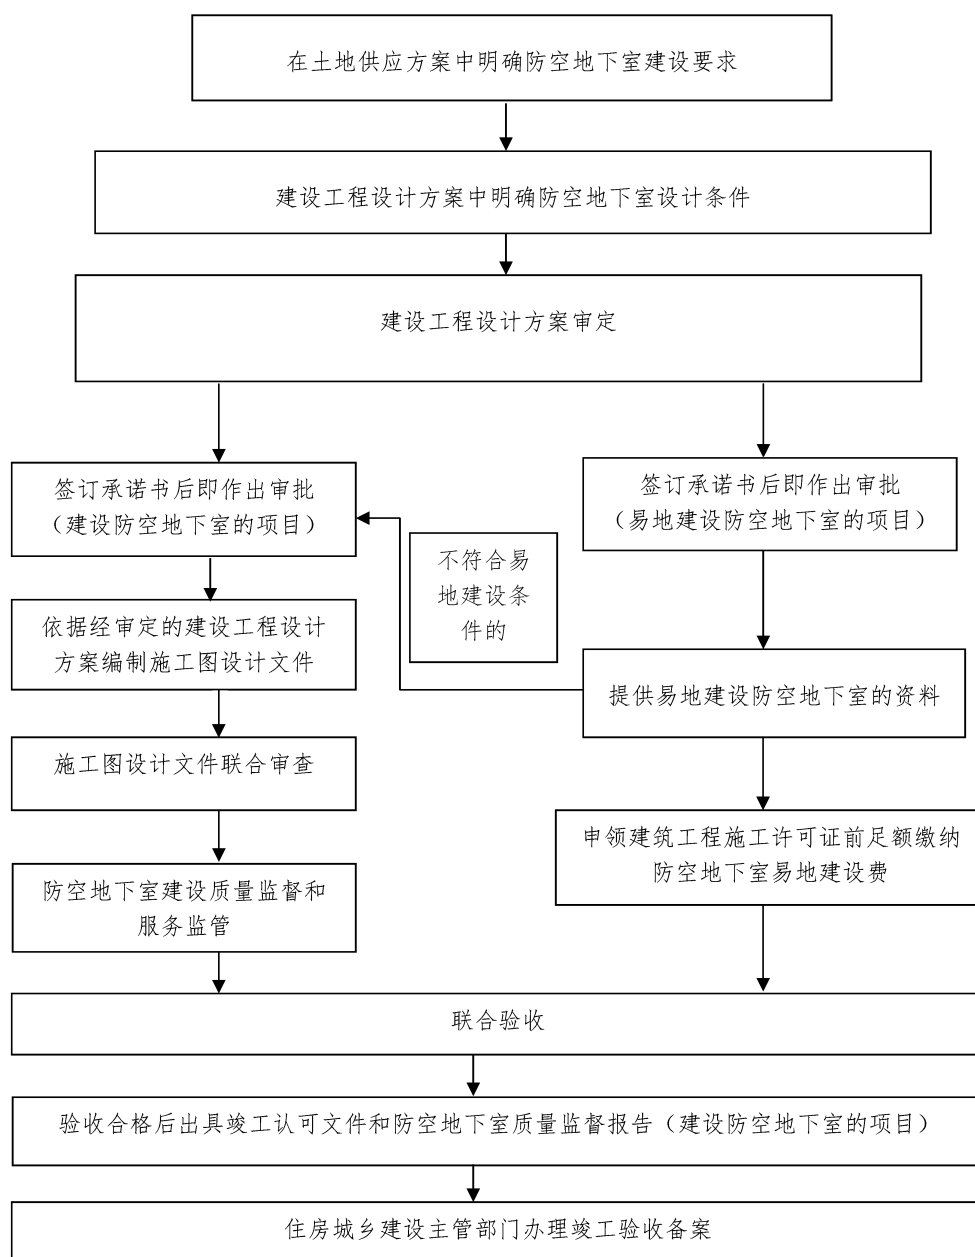 在土地供应方案中明确防空地下室建设要求
建设工程设计方案中明确防空地下室设计条件
建设工程设计方案审定
签订承诺书后即作出审批
（建设防空地下室的项目）
签订承诺书后即作出审批
（易地建设防空地下室的项目）
不符合易
地建设条
件的
依据经审定的建设工程设计
方案编制施工图设计文件
提供易地建设防空地下室的资料
施工图设计文件联合审查
申领建筑工程施工许可证前足额缴纳
防空地下室易地建设费
防空地下室建设质量监督和
服务监管
联合验收
验收合格后出具竣工认可文件和防空地下室质量监督报告（建设防空地下室的项目）
住房城乡建设主管部门办理竣工验收备案